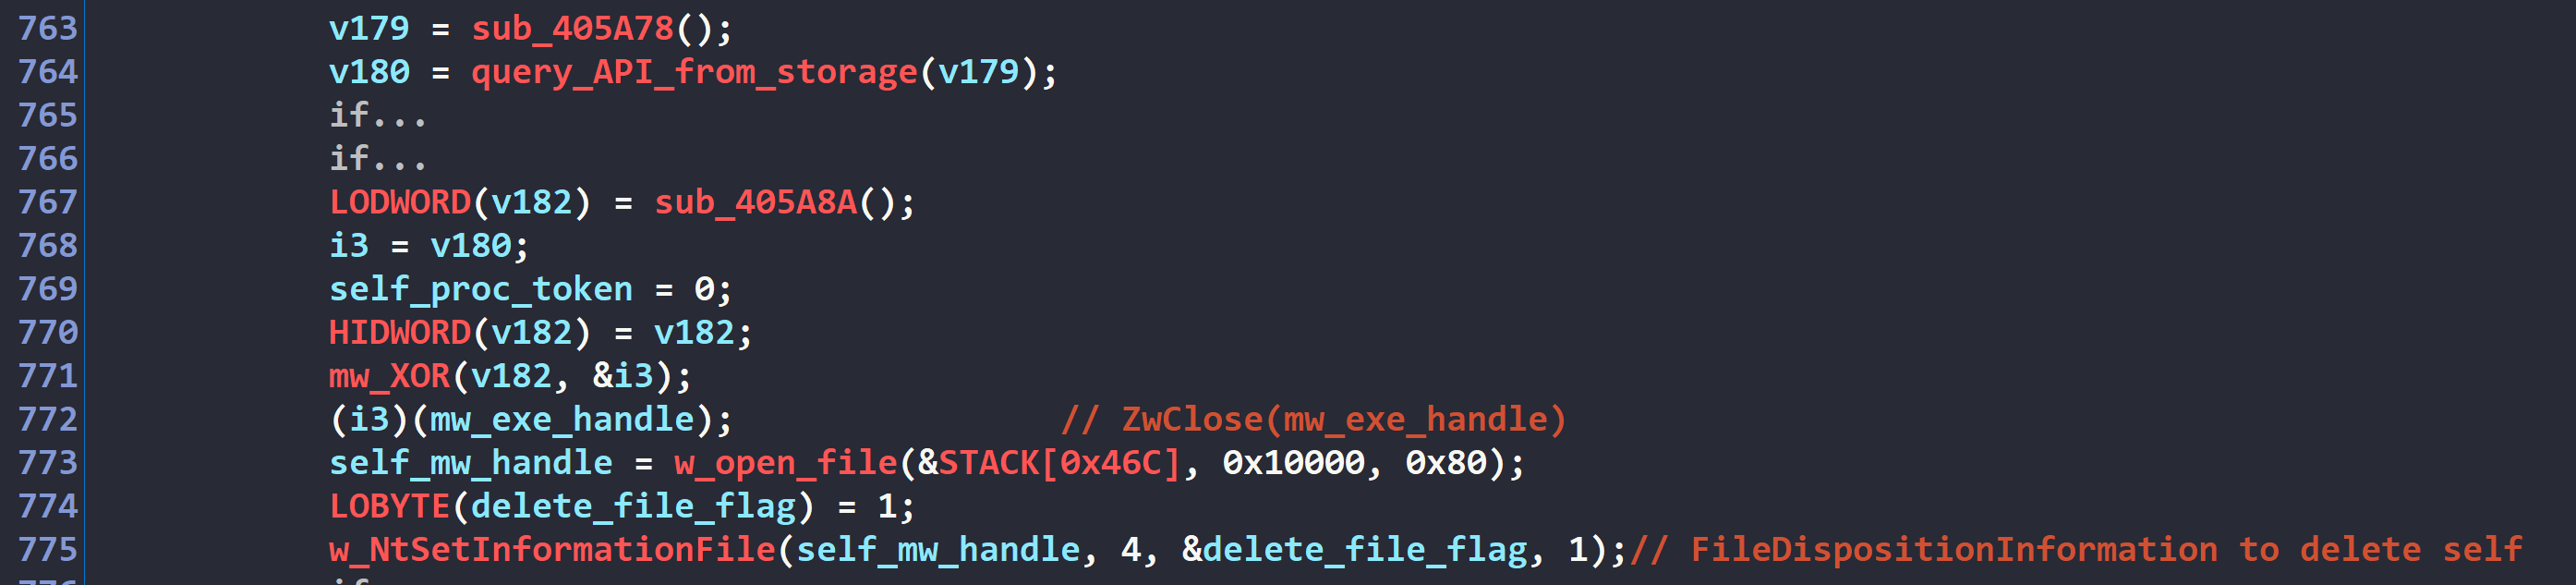 763 v179 = sub_405A78();
764 v180 = query_API_from_storage(v179);
765 if...
766 if...
767 LODWORD(v182) = sub_405A8A();
768 i3 = v180;
769 self_proc_token = 0;
770 HIDWORD(v182) = v182;
771 mw_XOR(v182, &i3);
772 (i3)(mw_exe_handle); // ZwClose(mw_exe_handle)
773 self_mw_handle = w_open_file(&STACK[0x46C], 0x10000, 0x80);
774 LOBYTE(delete_file_flag) = 1;
775 w_NtSetInformationFile(self_mw_handle, 4, &delete_file_flag, 1);// FileDispositionInformation to delete self